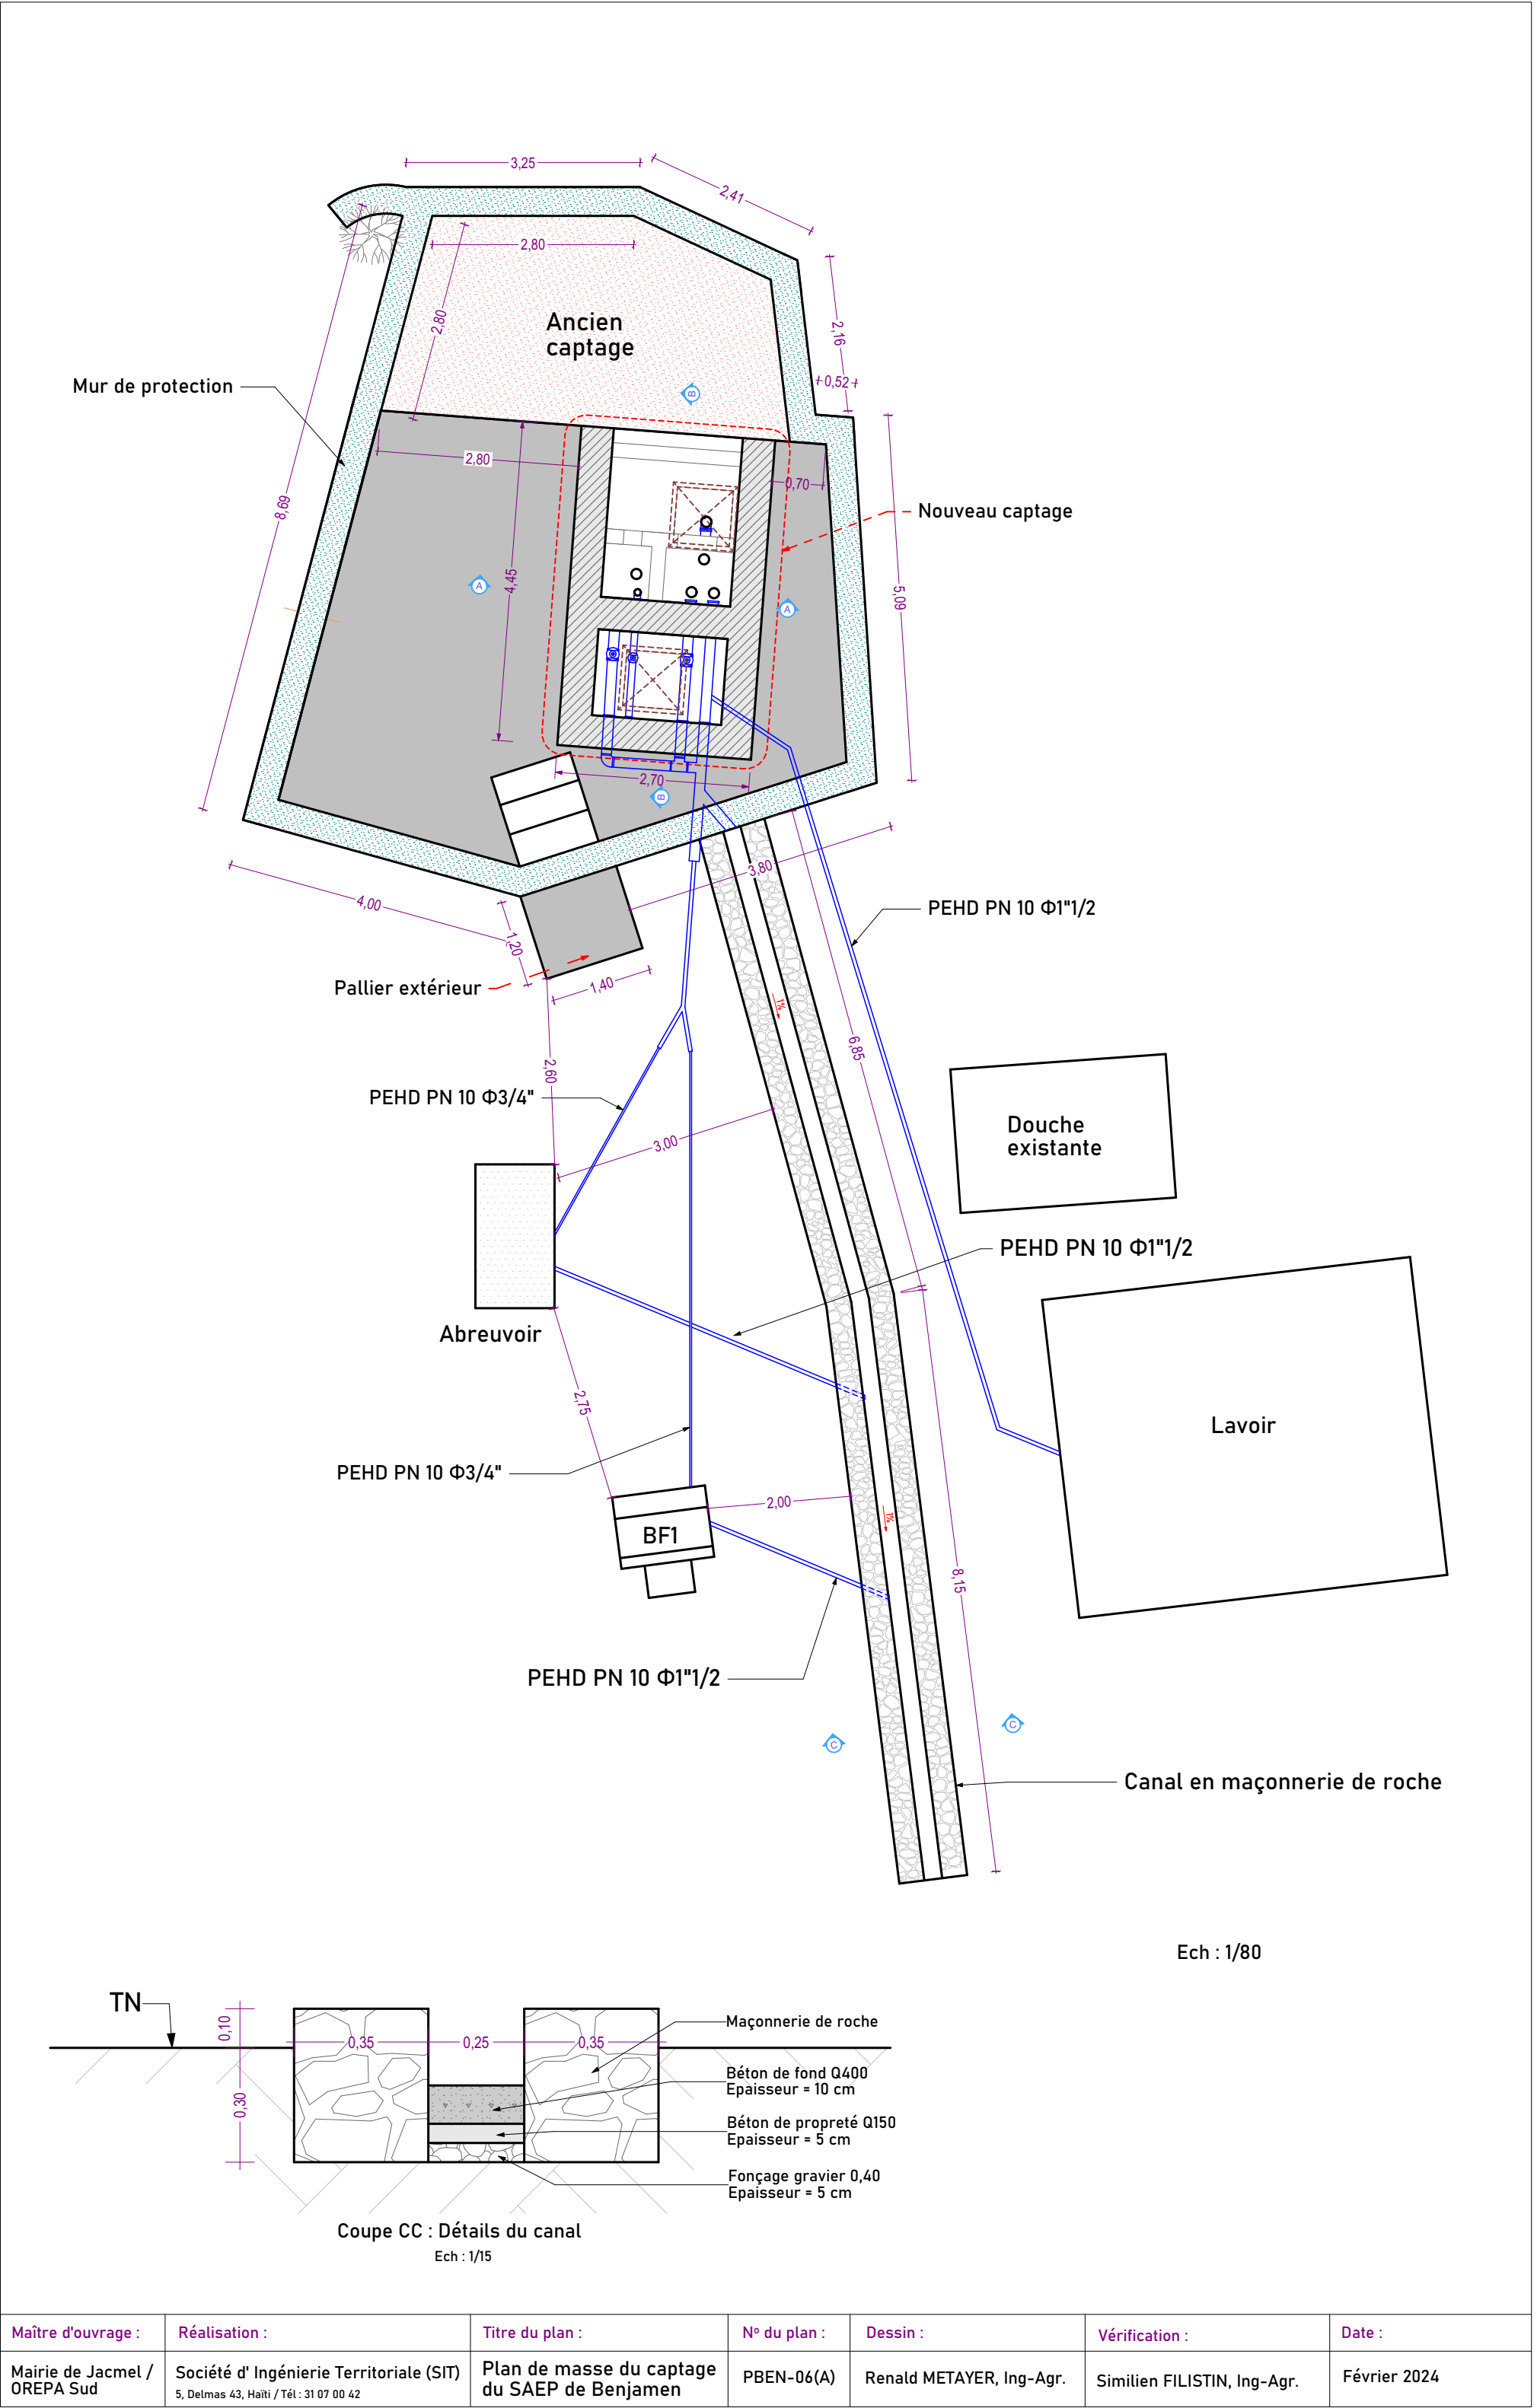 3,25
2,41
2,80
2,80
Ancien
captage
2,16
0,52
B
Mur de protection
2,80
0,70
8,69
Nouveau captage
4,45
A
A
5,09
2,70
B
3,80
4,00
PEHD PN 10 Φ1"1/2
1,20
1,40
Pallier extérieur
1%
6,85
2,60
PEHD PN 10 Φ3/4"
3,00
Douche
existante
PEHD PN 10 Φ1"1/2
Abreuvoir
2,75
Lavoir
PEHD PN 10 Φ3/4"
2,00
1%
BF1
8,15
PEHD PN 10 Φ1"1/2
C
C
Canal en maçonnerie de roche
Ech : 1/80
TN
0,10
0,35
0,25
0,35
0,30
Maçonnerie de roche
Béton de fond Q400
Epaisseur = 10 cm
Béton de propreté Q150
Epaisseur = 5 cm
Fonçage gravier 0,40
Epaisseur = 5 cm
Coupe CC : Détails du canal
Ech : 1/15
Maître d'ouvrage :
Mairie de Jacmel /
OREPA Sud
Réalisation :
Société d' Ingénierie Territoriale (SIT)
5, Delmas 43, Haïti / Tél : 31 07 00 42
Titre du plan :
Plan de masse du captage
du SAEP de Benjamen
Nº du plan :
PBEN-06(A)
Dessin :
Renald METAYER, Ing-Agr.
Vérification :
Similien FILISTIN, Ing-Agr.
Date :
Février 2024